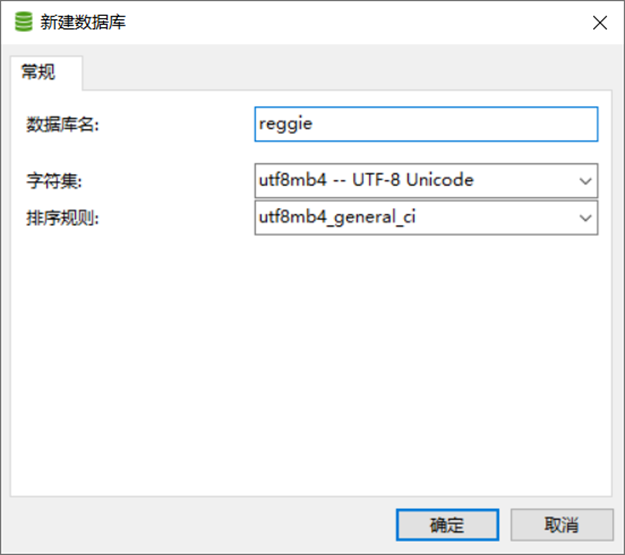 新建数据库
常规
数据库名: reggie
字符集: utf8mb4 -- UTF-8 Unicode
排序规则: utf8mb4_general_ci
确定 取消